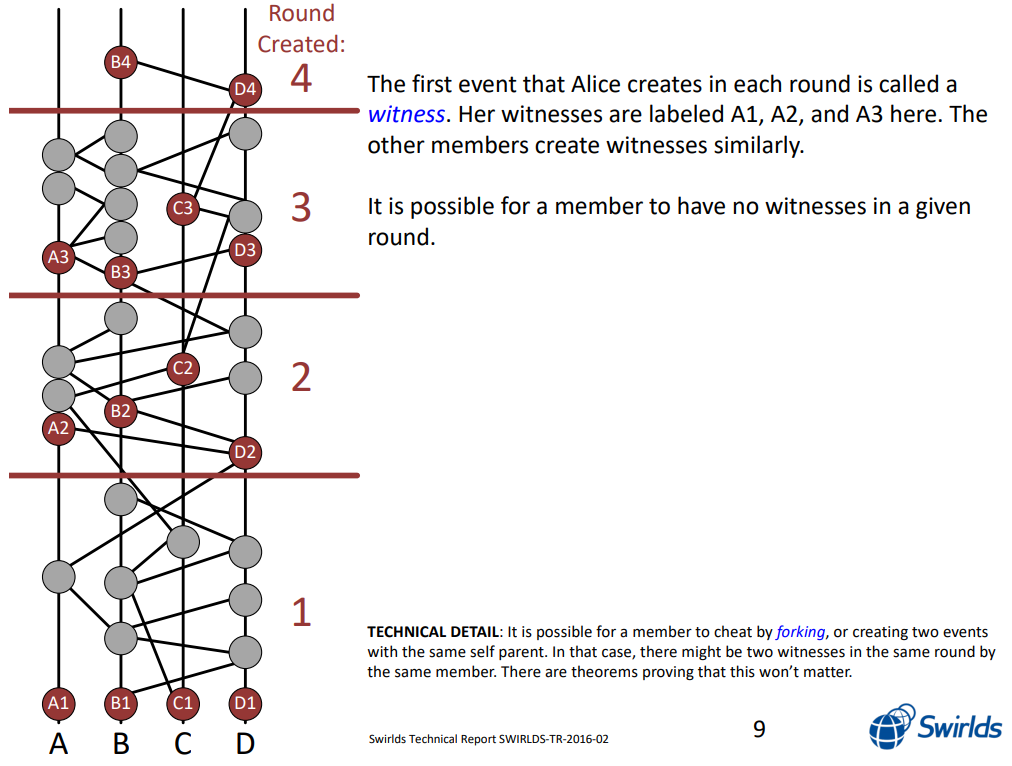 Round
Created:
B4
D4
4
C3
3
A3
B3
D3
C2
2
B2
A2
D2
1
A1
B1
C1
D1
A
B
C
D
The first event that Alice creates in each round is called a
witness. Her witnesses are labeled A1, A2, and A3 here. The
other members create witnesses similarly.
It is possible for a member to have no witnesses in a given
round.
TECHNICAL DETAIL: It is possible for a member to cheat by forking, or creating two events
with the same self parent. In that case, there might be two witnesses in the same round by
the same member. There are theorems proving that this won’t matter.
Swirlds Technical Report SWIRLDS-TR-2016-02
9
Swirlds